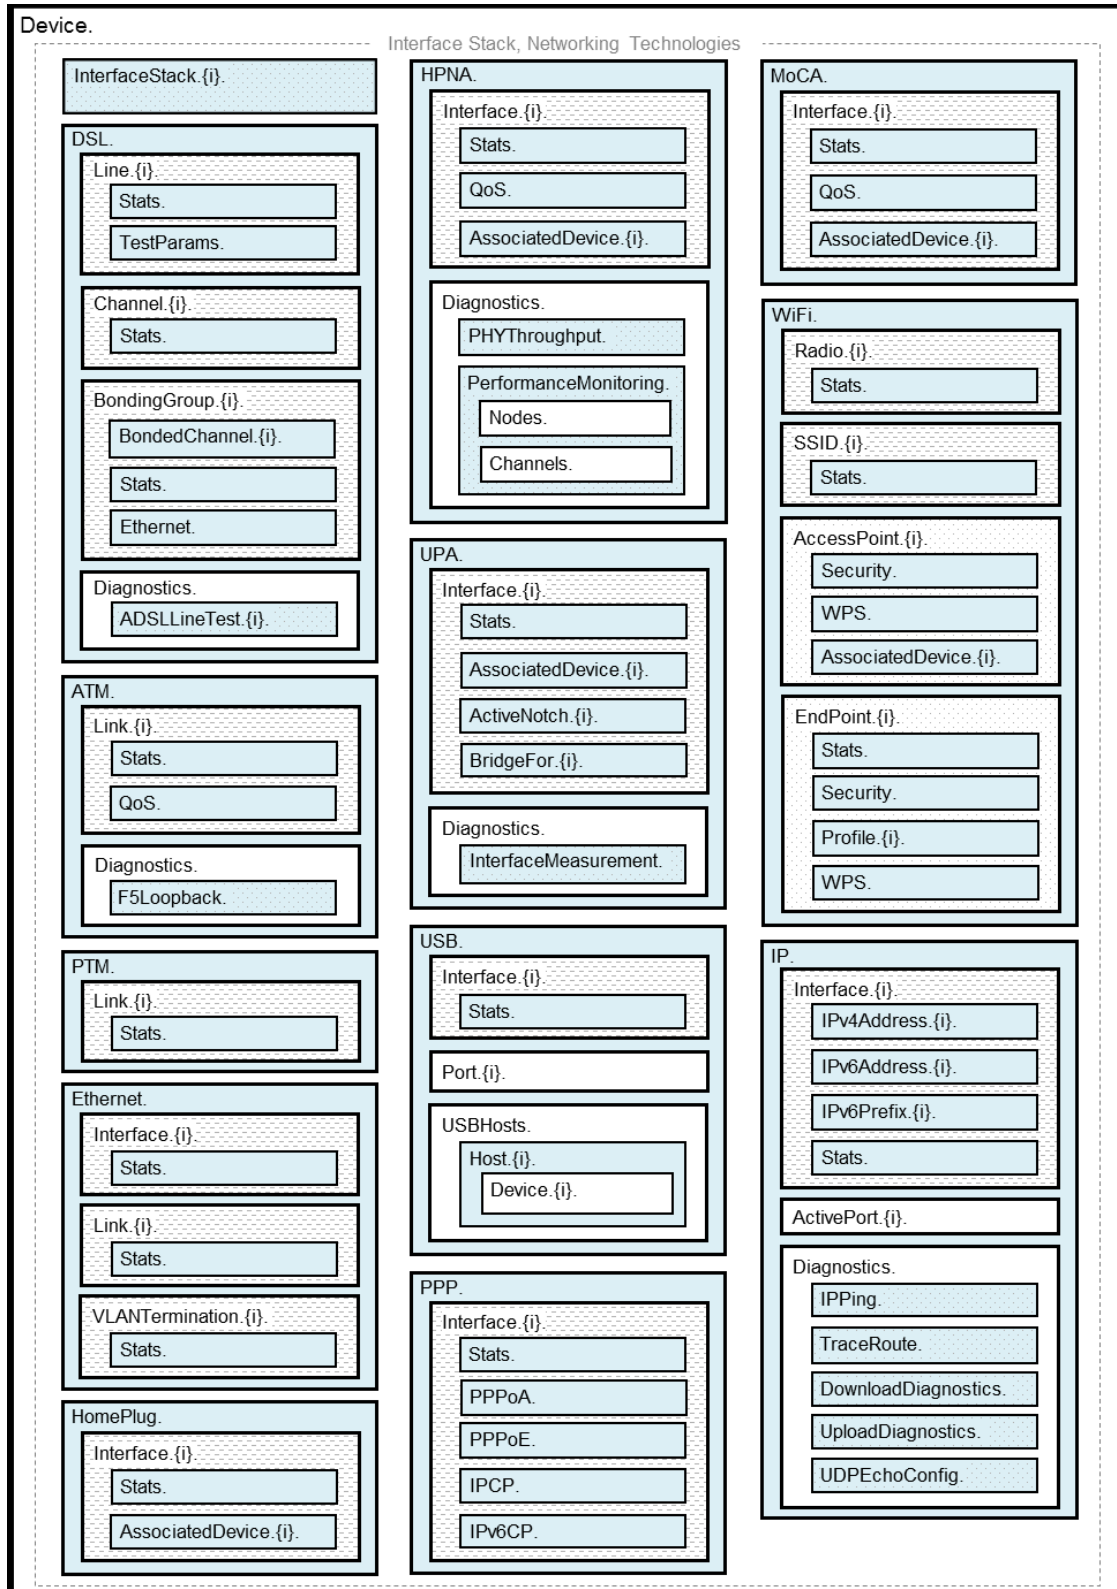 Device.
Interface Stack, Networking Technologies
InterfaceStack.{i}.
DSL.
Line.{i}.
Stats.
TestParams.
Channel.{i}.
Stats.
BondingGroup.{i}.
BondedChannel.{i}.
Stats.
Ethernet.
Diagnostics.
ADSLLineTest.{i}.
ATM.
Link.{i}.
Stats.
QoS.
Diagnostics.
F5Loopback.
PTM.
Link.{i}.
Stats.
Ethernet.
Interface.{i}.
Stats.
Link.{i}.
Stats.
VLANTermination.{i}.
Stats.
HomePlug.
Interface.{i}.
Stats.
AssociatedDevice.{i}.
HPNA.
Interface.{i}.
Stats.
QoS.
AssociatedDevice.{i}.
Diagnostics.
PHYThroughput.
PerformanceMonitoring.
Nodes.
Channels.
UPA.
Interface.{i}.
Stats.
AssociatedDevice.{i}.
ActiveNotch.{i}.
BridgeFor.{i}.
Diagnostics.
InterfaceMeasurement.
USB.
Interface.{i}.
Stats.
Port.{i}.
USBHosts.
Host.{i}.
Device.{i}.
PPP.
Interface.{i}.
Stats.
PPPoA.
PPPoE.
IPCP.
IPv6CP.
MoCA.
Interface.{i}.
Stats.
QoS.
AssociatedDevice.{i}.
WiFi.
Radio.{i}.
Stats.
SSID.{i}.
Stats.
AccessPoint.{i}.
Security.
WPS.
AssociatedDevice.{i}.
EndPoint.{i}.
Stats.
Security.
Profile.{i}.
WPS.
IP.
Interface.{i}.
IPv4Address.{i}.
IPv6Address.{i}.
IPv6Prefix.{i}.
Stats.
ActivePort.{i}.
Diagnostics.
IPPing.
TraceRoute.
DownloadDiagnostics.
UploadDiagnostics.
UDPEchoConfig.